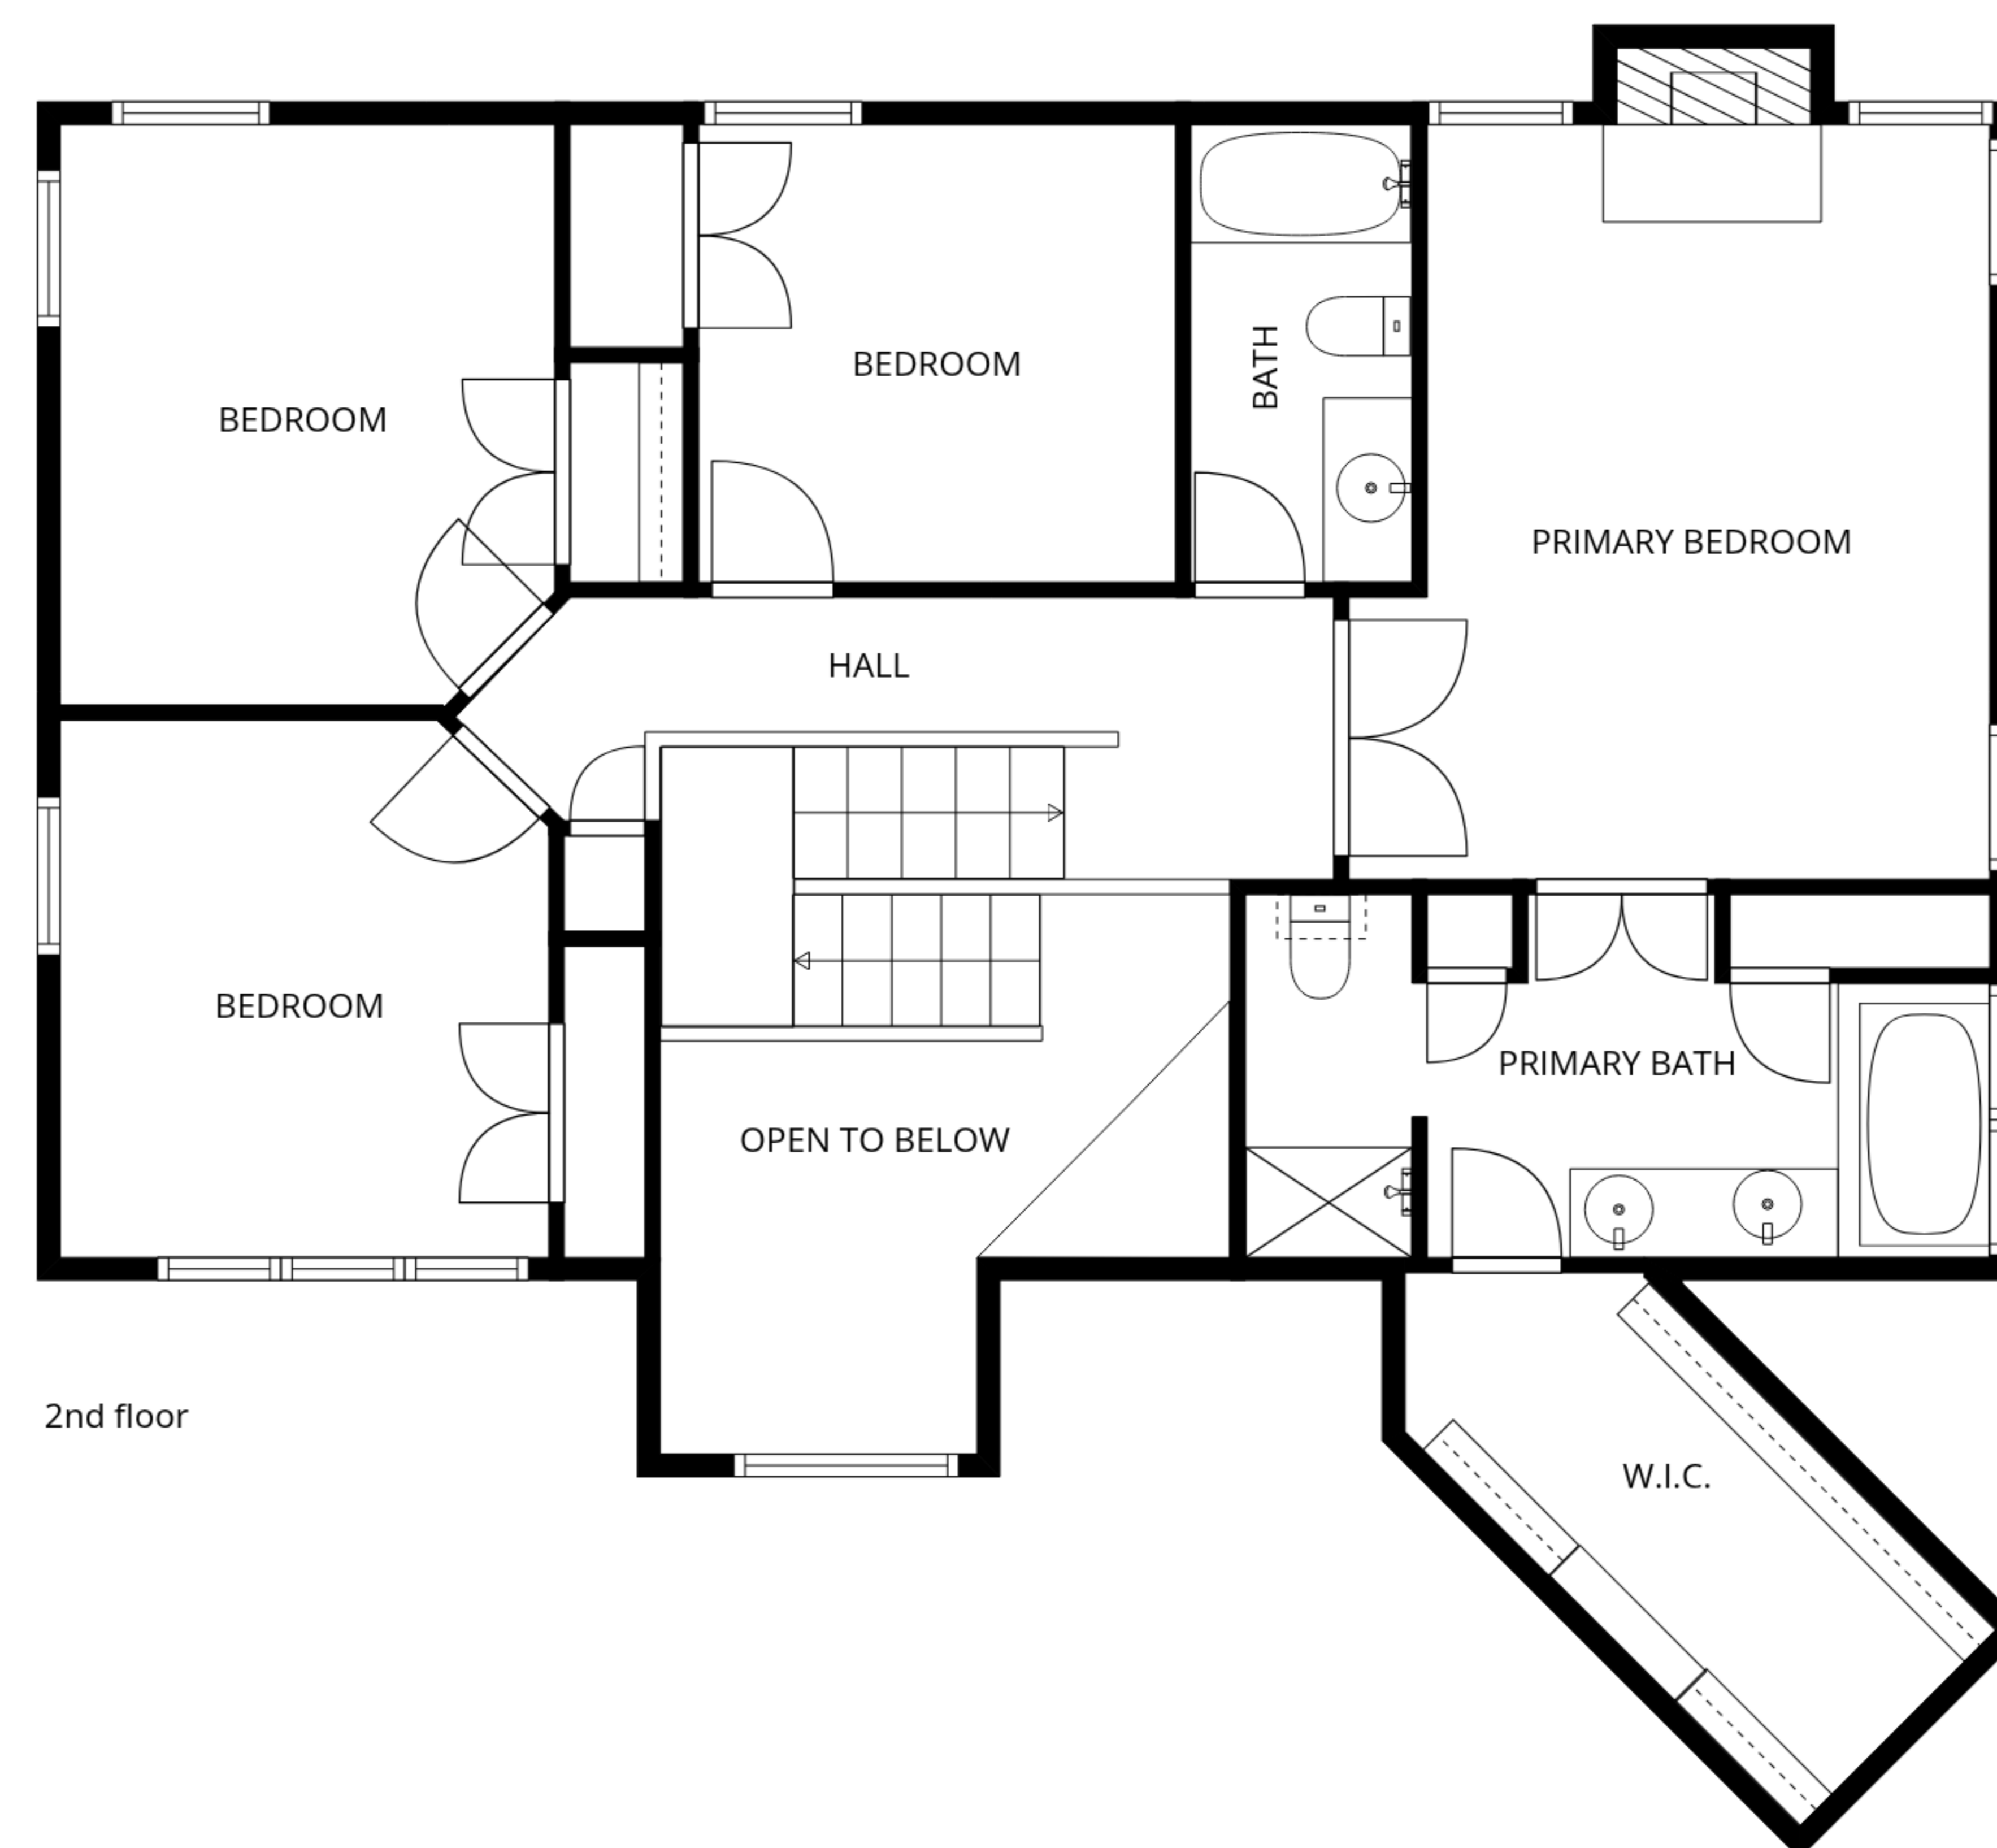 BEDROOM
BEDROOM
BATH
PRIMARY BEDROOM
HALL
BEDROOM
OPEN TO BELOW
PRIMARY BATH
2nd floor
W.I.C.